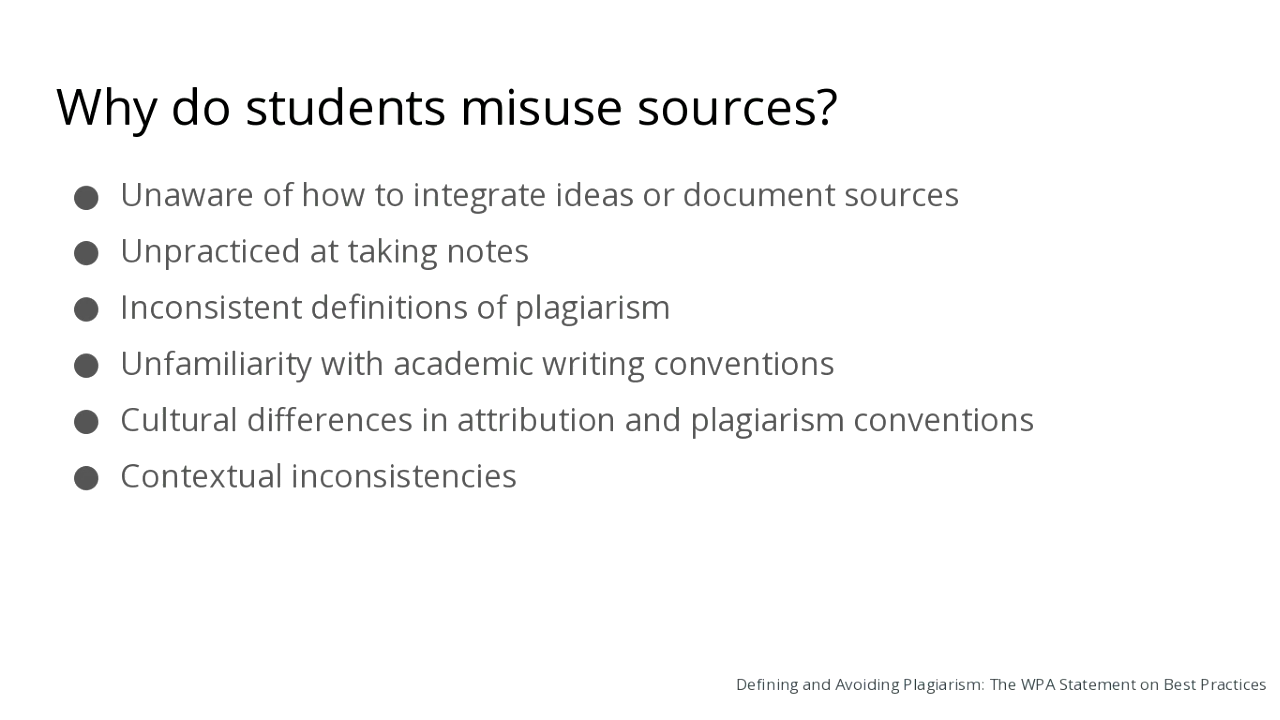 Why do students misuse sources?
● Unaware of how to integrate ideas or document sources
● Unpracticed at taking notes
● Inconsistent definitions of plagiarism
● Unfamiliarity with academic writing conventions
● Cultural differences in attribution and plagiarism conventions
● Contextual inconsistencies
Defining and Avoiding Plagiarism: The WPA Statement on Best Practices